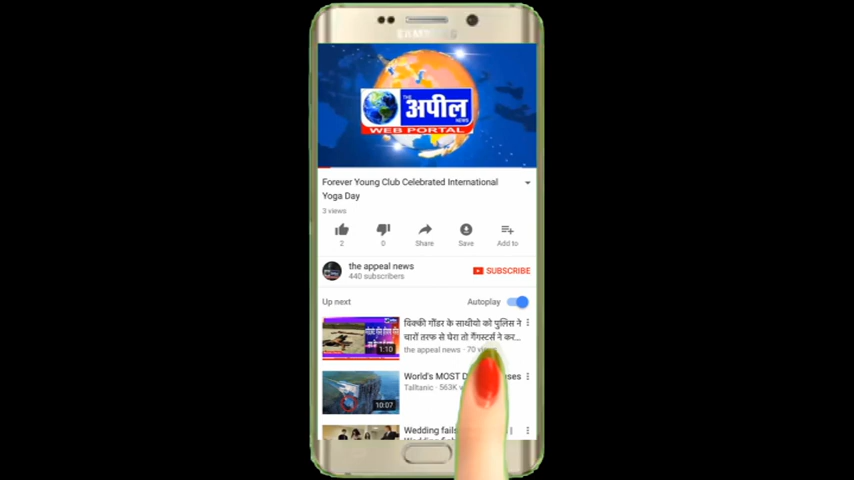 SAMSUNG
THE
अपील
NEWS
WEB PORTAL
Forever Young Club Celebrated International
Yoga Day
3 views
2
0
Share
Save
Add to
the appeal news
440 subscribers
SUBSCRIBE
Up next
Autoplay
विक्की गौंडर के साथीयो को पुलिस ने
चारों तरफ से घेरा तो गैंगस्टर्स ने कर...
1:10
the appeal news · 70
World's MOST
Talltanic · 563K
10:07
Wedding fails